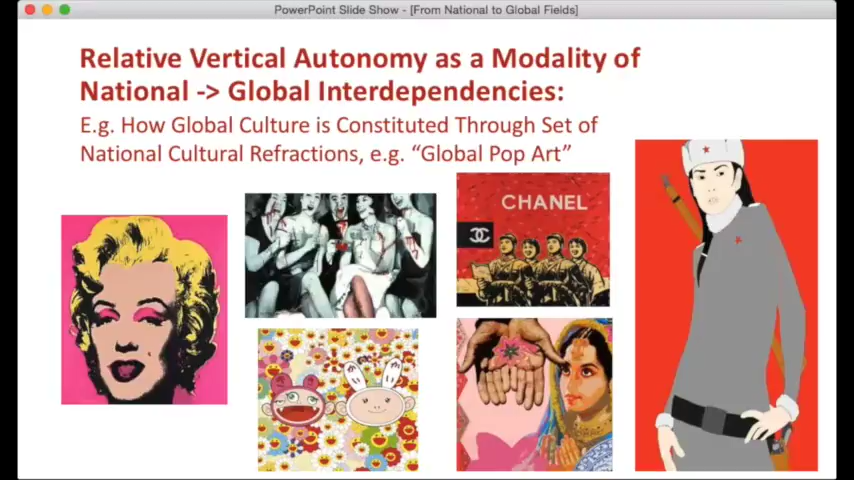 PowerPoint Slide Show - [From National to Global Fields]
Relative Vertical Autonomy as a Modality of
National -> Global Interdependencies:
E.g. How Global Culture is Constituted Through Set of
National Cultural Refractions, e.g. “Global Pop Art”
CHANEL